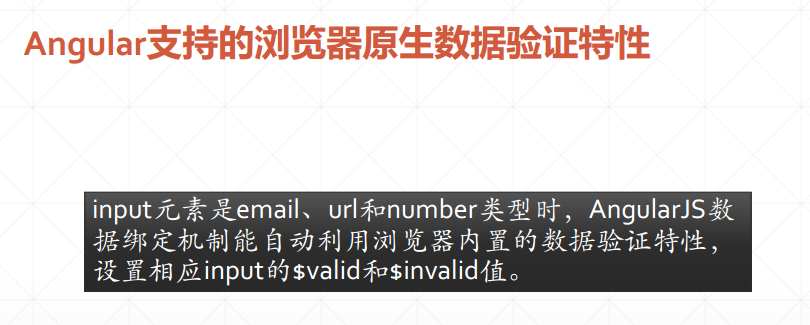 Angular支持的浏览器原生数据验证特性
input元素是email、url和number类型时，AngularJS数
据绑定机制能自动利用浏览器内置的数据验证特性，
设置相应input的$valid和$invalid值。